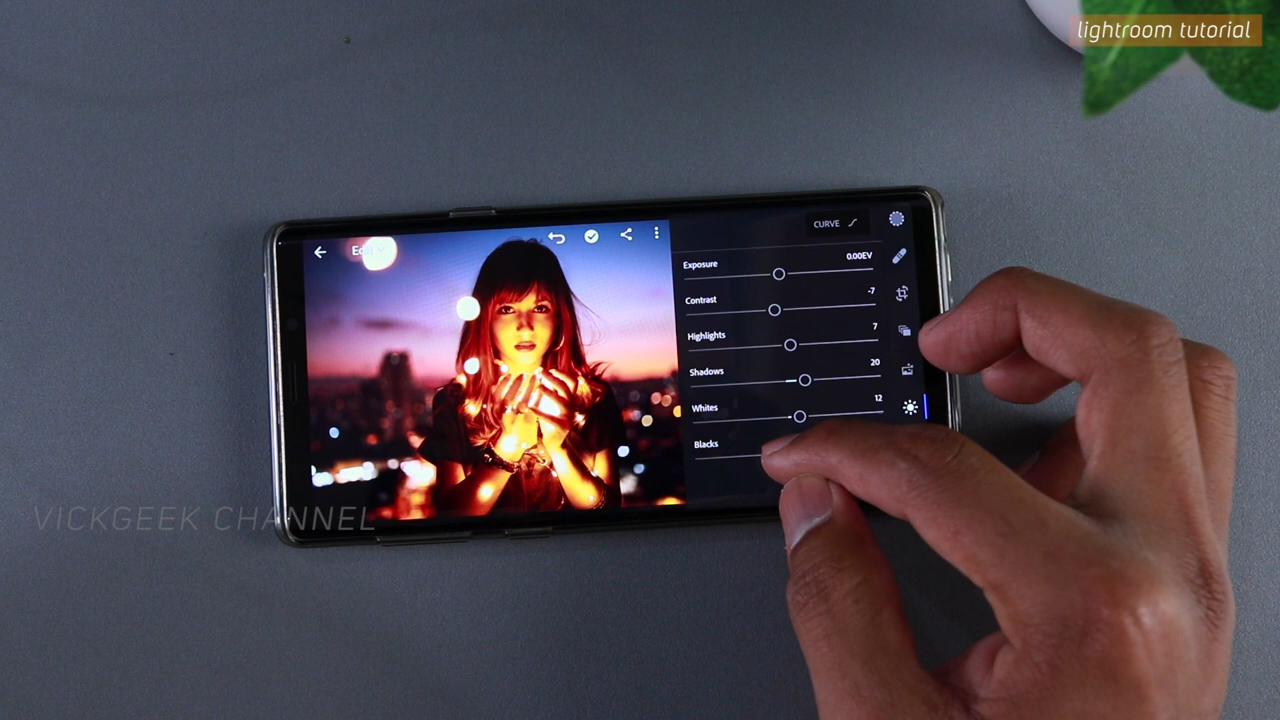 lightroom tutorial
CURVE
Exposure 0.00EV
Contrast -7
Highlights 7
Shadows 20
Whites 12
Blacks
VICKGEEK CHANNEL